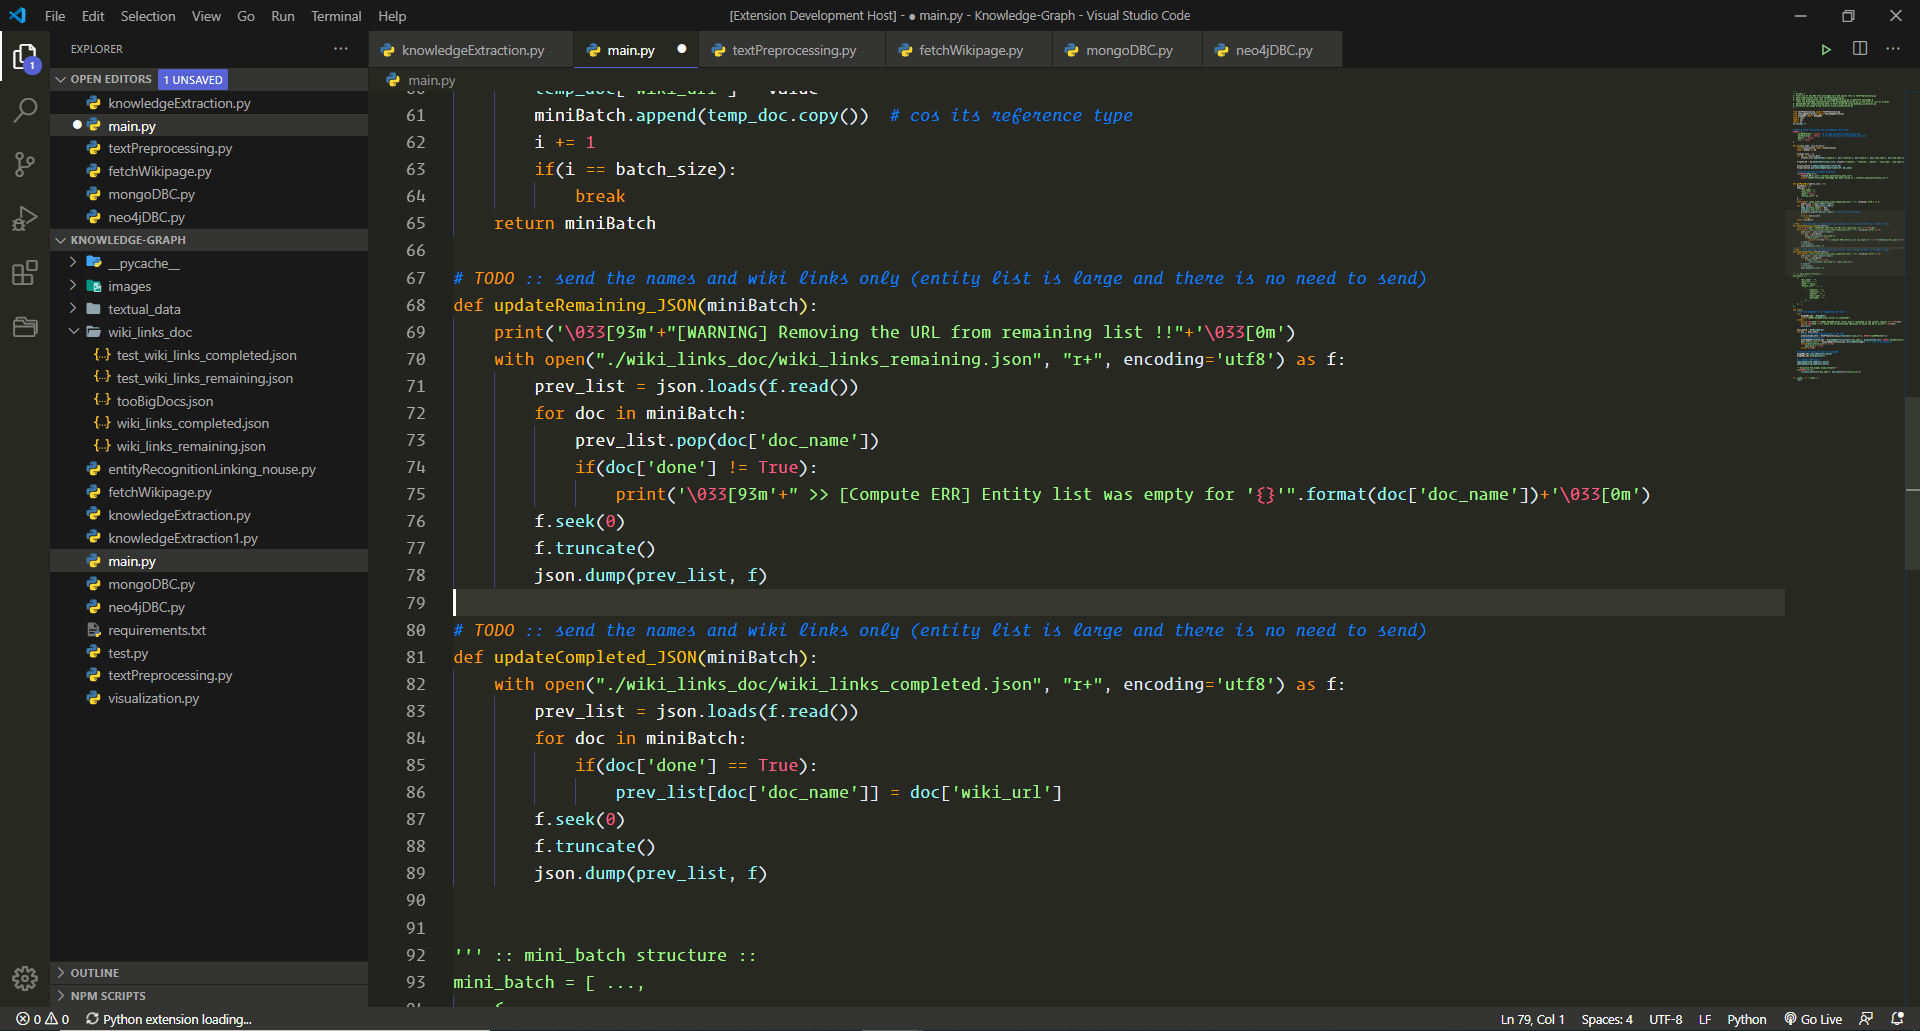 File Edit Selection View Go Run Terminal Help
[Extension Development Host] - ● main.py - Knowledge-Graph - Visual Studio Code
EXPLORER
OPEN EDITORS 1 UNSAVED
knowledgeExtraction.py
main.py
textPreprocessing.py
fetchWikipage.py
mongoDBC.py
neo4jDBC.py
KNOWLEDGE-GRAPH
__pycache__
images
textual_data
wiki_links_doc
{..} test_wiki_links_completed.json
{..} test_wiki_links_remaining.json
{..} tooBigDocs.json
{..} wiki_links_completed.json
{..} wiki_links_remaining.json
entityRecognitionLinking_nouse.py
fetchWikipage.py
knowledgeExtraction.py
knowledgeExtraction1.py
main.py
mongoDBC.py
neo4jDBC.py
requirements.txt
test.py
textPreprocessing.py
visualization.py
OUTLINE
NPM SCRIPTS
1
knowledgeExtraction.py main.py textPreprocessing.py fetchWikipage.py mongoDBC.py neo4jDBC.py
main.py
60 temp_doc['wiki_url'] = value
61 miniBatch.append(temp_doc.copy()) # cos its reference type
62 i += 1
63 if(i == batch_size):
64 break
65 return miniBatch
66
67 # TODO :: send the names and wiki links only (entity list is large and there is no need to send)
68 def updateRemaining_JSON(miniBatch):
69 print('\033[93m'+"[WARNING] Removing the URL from remaining list !!"+'\033[0m')
70 with open("./wiki_links_doc/wiki_links_remaining.json", "r+", encoding='utf8') as f:
71 prev_list = json.loads(f.read())
72 for doc in miniBatch:
73 prev_list.pop(doc['doc_name'])
74 if(doc['done'] != True):
75 print('\033[93m'+" >> [Compute ERR] Entity list was empty for '{}'".format(doc['doc_name'])+'\033[0m')
76 f.seek(0)
77 f.truncate()
78 json.dump(prev_list, f)
79
80 # TODO :: send the names and wiki links only (entity list is large and there is no need to send)
81 def updateCompleted_JSON(miniBatch):
82 with open("./wiki_links_doc/wiki_links_completed.json", "r+", encoding='utf8') as f:
83 prev_list = json.loads(f.read())
84 for doc in miniBatch:
85 if(doc['done'] == True):
86 prev_list[doc['doc_name']] = doc['wiki_url']
87 f.seek(0)
88 f.truncate()
89 json.dump(prev_list, f)
90
91
92 ''' :: mini_batch structure ::
93 mini_batch = [ ...,
94 {
0 0 Python extension loading... Ln 79, Col 1 Spaces: 4 UTF-8 LF Python Go Live